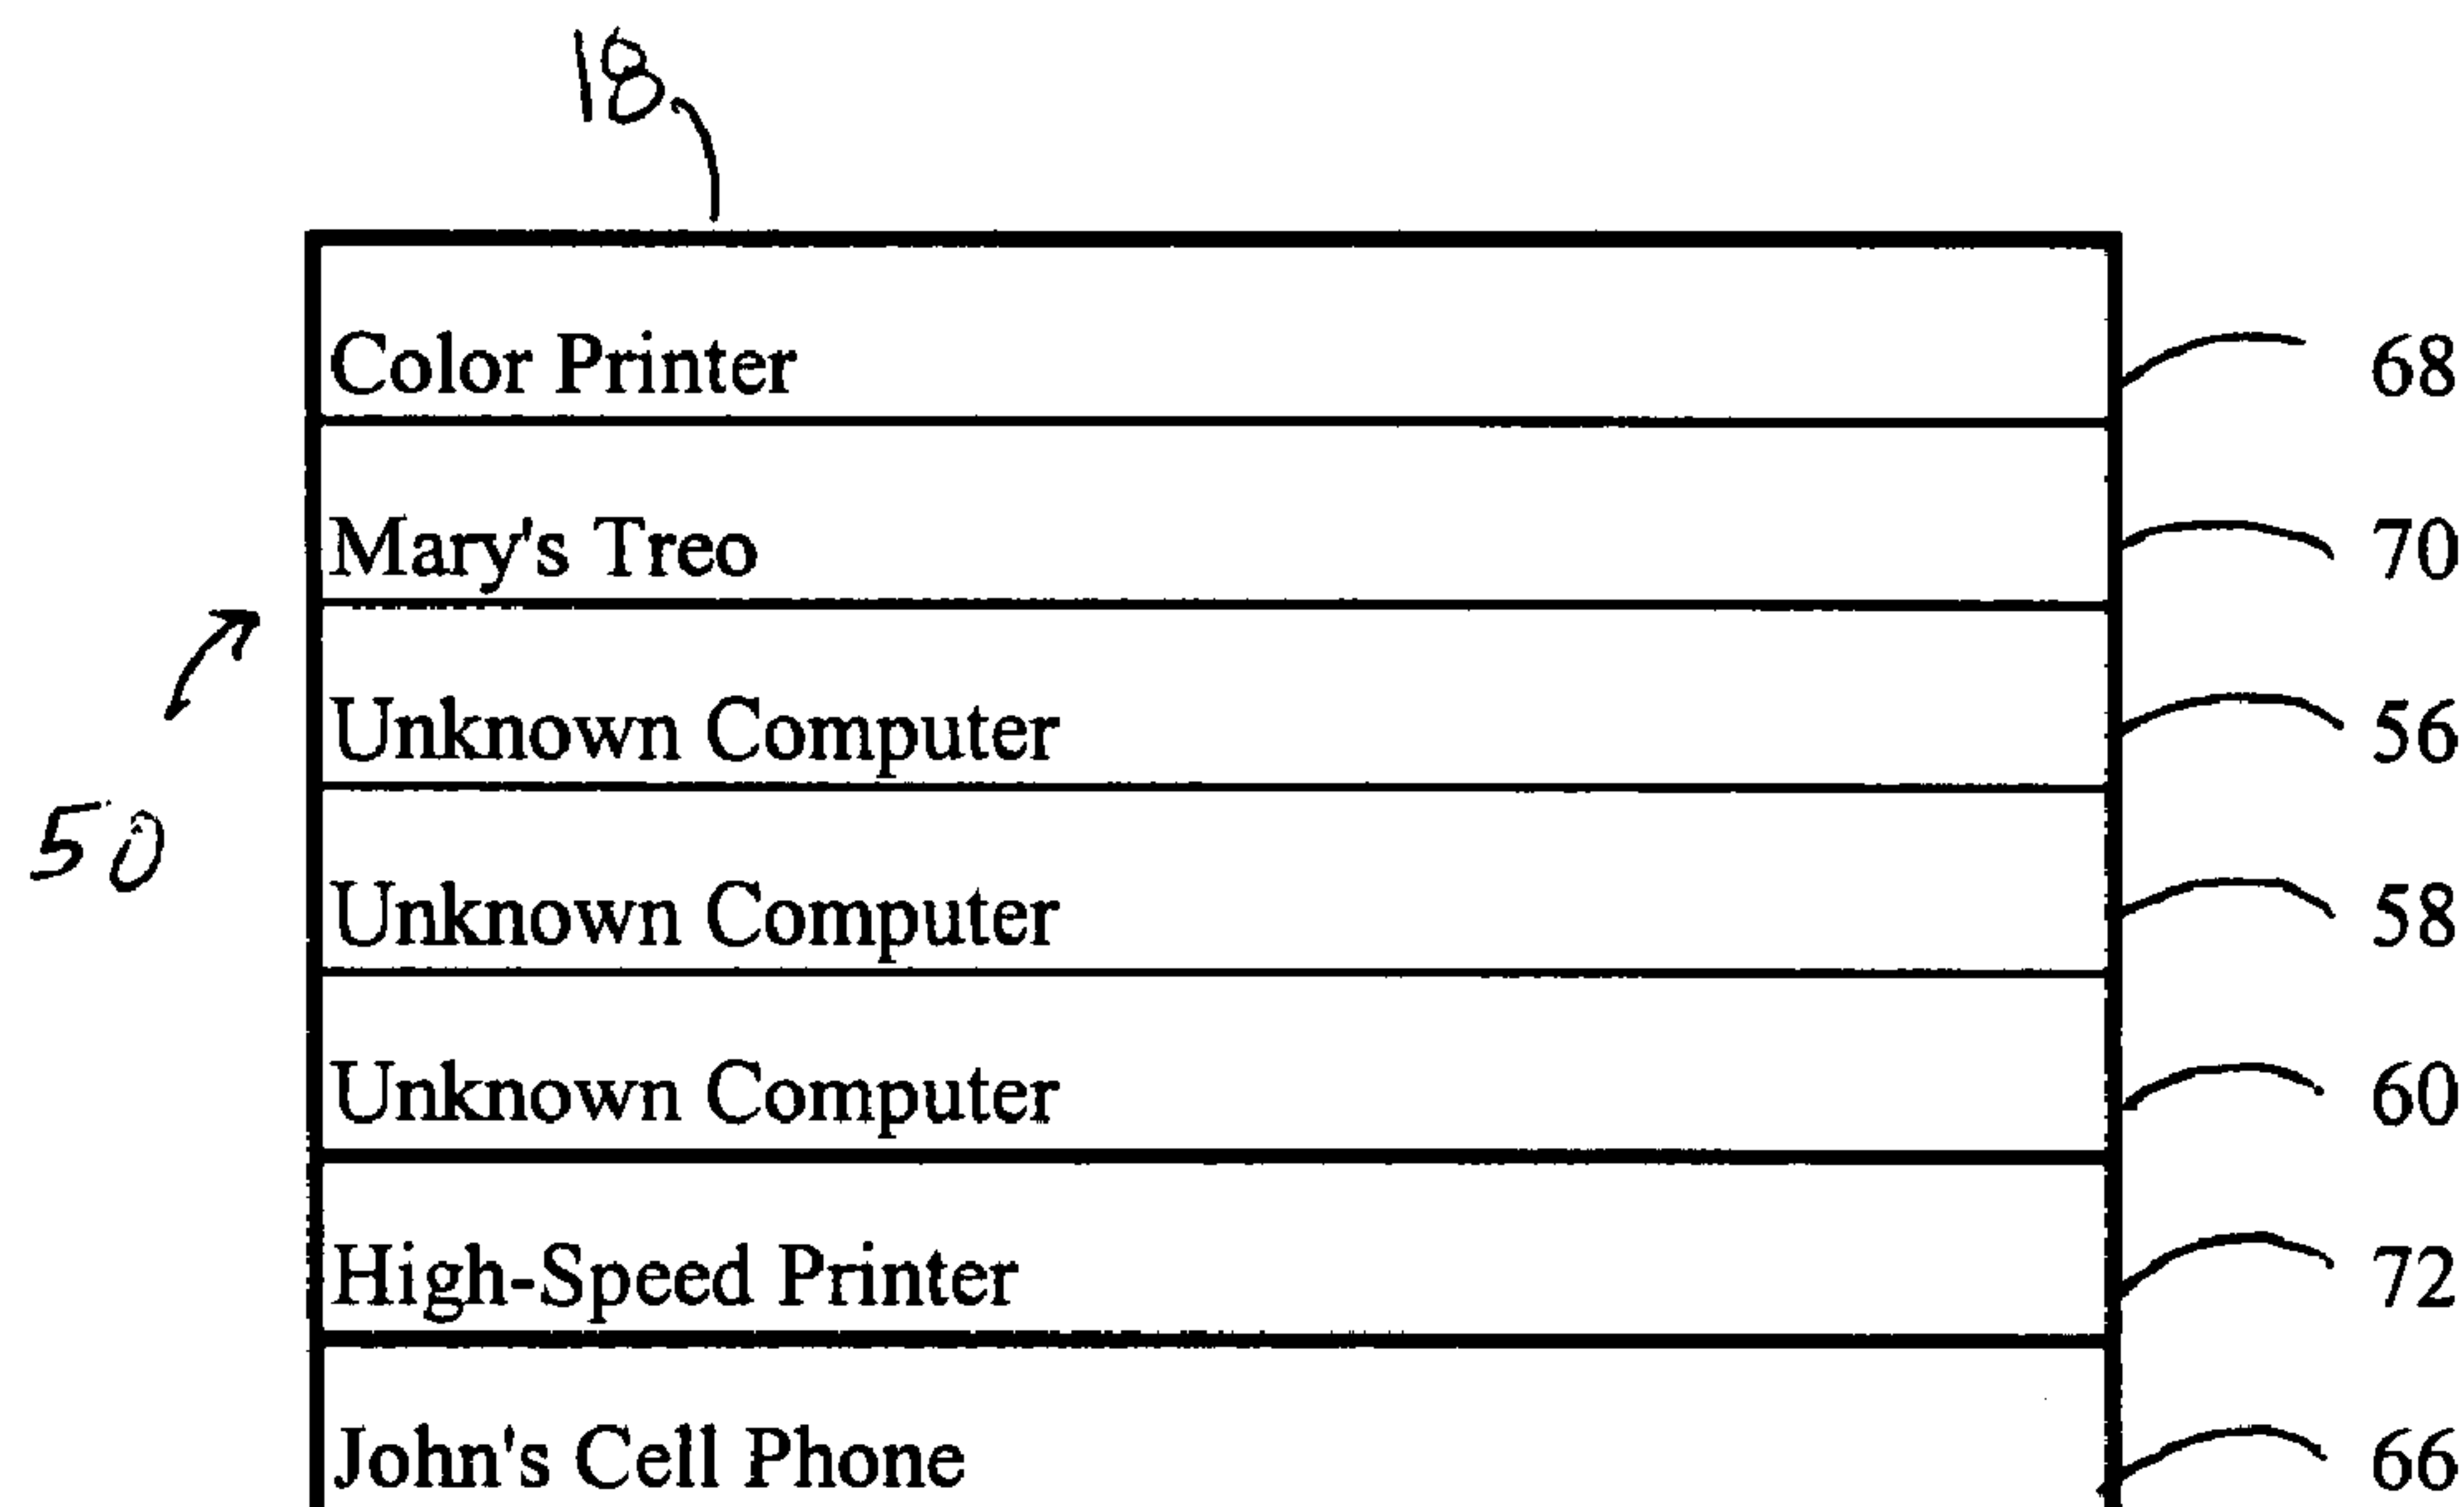 18
Color Printer 68
Mary's Treo 70
Unknown Computer 56
50
Unknown Computer 58
Unknown Computer 60
High-Speed Printer 72
John's Cell Phone 66